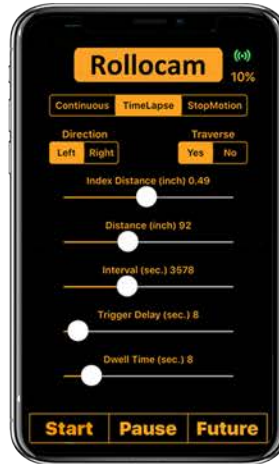 Rollocam
10%
Continuous TimeLapse StopMotion
Direction Traverse
Left Right Yes No
Index Distance (inch) 0.49
Distance (inch) 92
Interval (sec.) 3578
Trigger Delay (sec.) 8
Dwell Time (sec.) 8
Start Pause Future